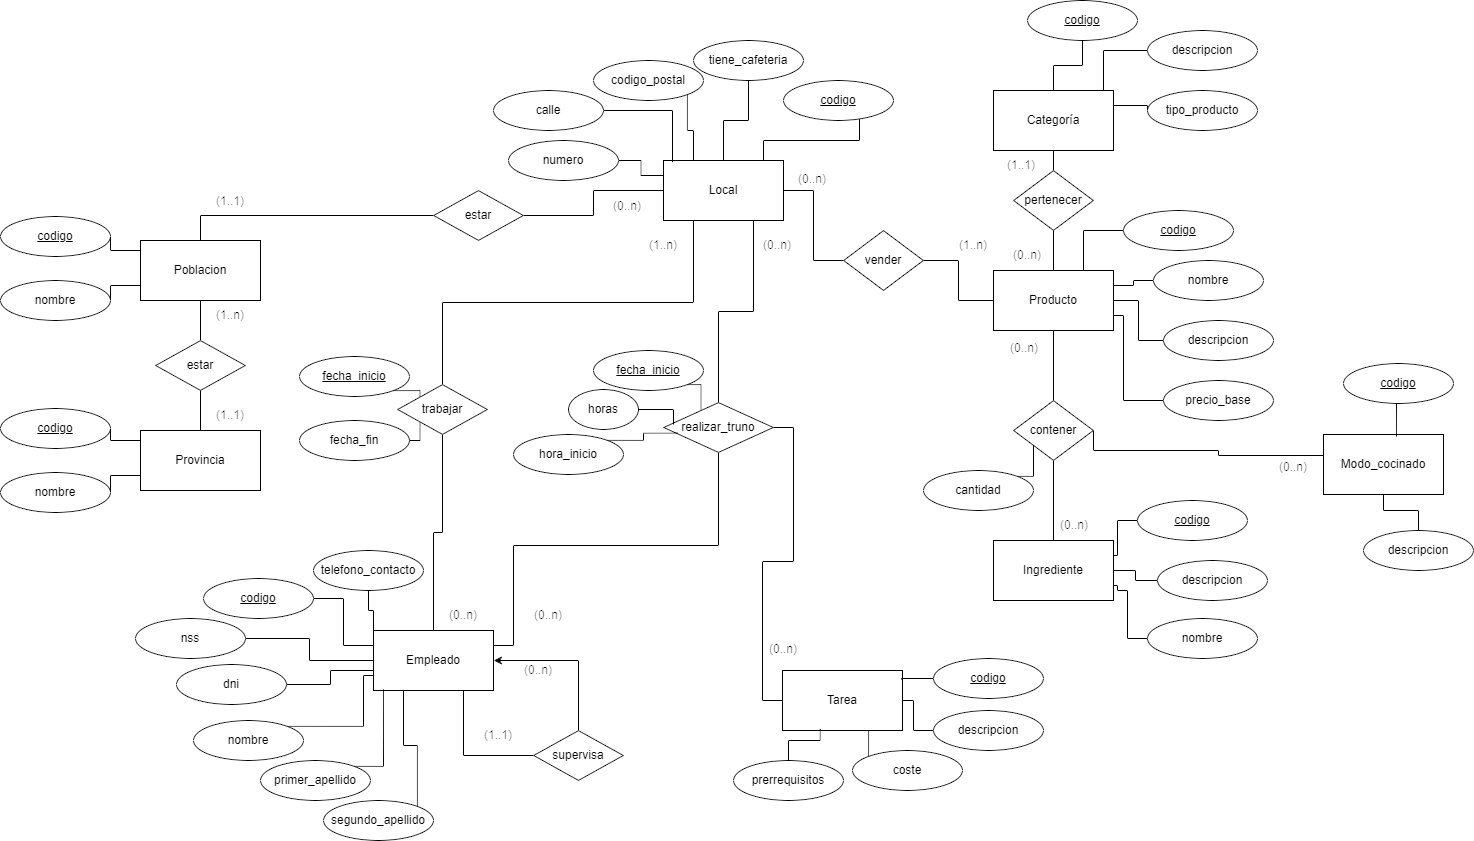 codigo
descripcion
tiene_cafeteria
codigo_postal
codigo
calle
tipo_producto
Categoría
numero
(1..1)
(0..n)
Local
pertenecer
(1..1)
(0..n)
estar
codigo
codigo
(1..n)
(0..n)
(1..n)
(0..n)
vender
Poblacion
nombre
nombre
Producto
(1..n)
descripcion
(0..n)
estar
fecha_inicio
fecha_inicio
codigo
precio_base
horas
trabajar
(1..1)
codigo
realizar_truno
contener
fecha_fin
hora_inicio
Provincia
Modo_cocinado
(0..n)
nombre
cantidad
codigo
(0..n)
descripcion
telefono_contacto
Ingrediente
descripcion
codigo
(0..n)
(0..n)
nss
nombre
(0..n)
Empleado
(0..n)
codigo
dni
Tarea
descripcion
(1..1)
nombre
supervisa
coste
primer_apellido
prerrequisitos
segundo_apellido